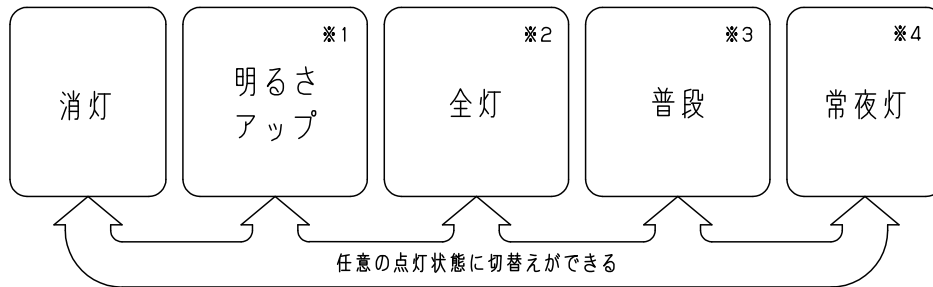 消灯
※1
明るさ
アップ
※2
全灯
※3
普段
※4
常夜灯
任意の点灯状態に切替えができる